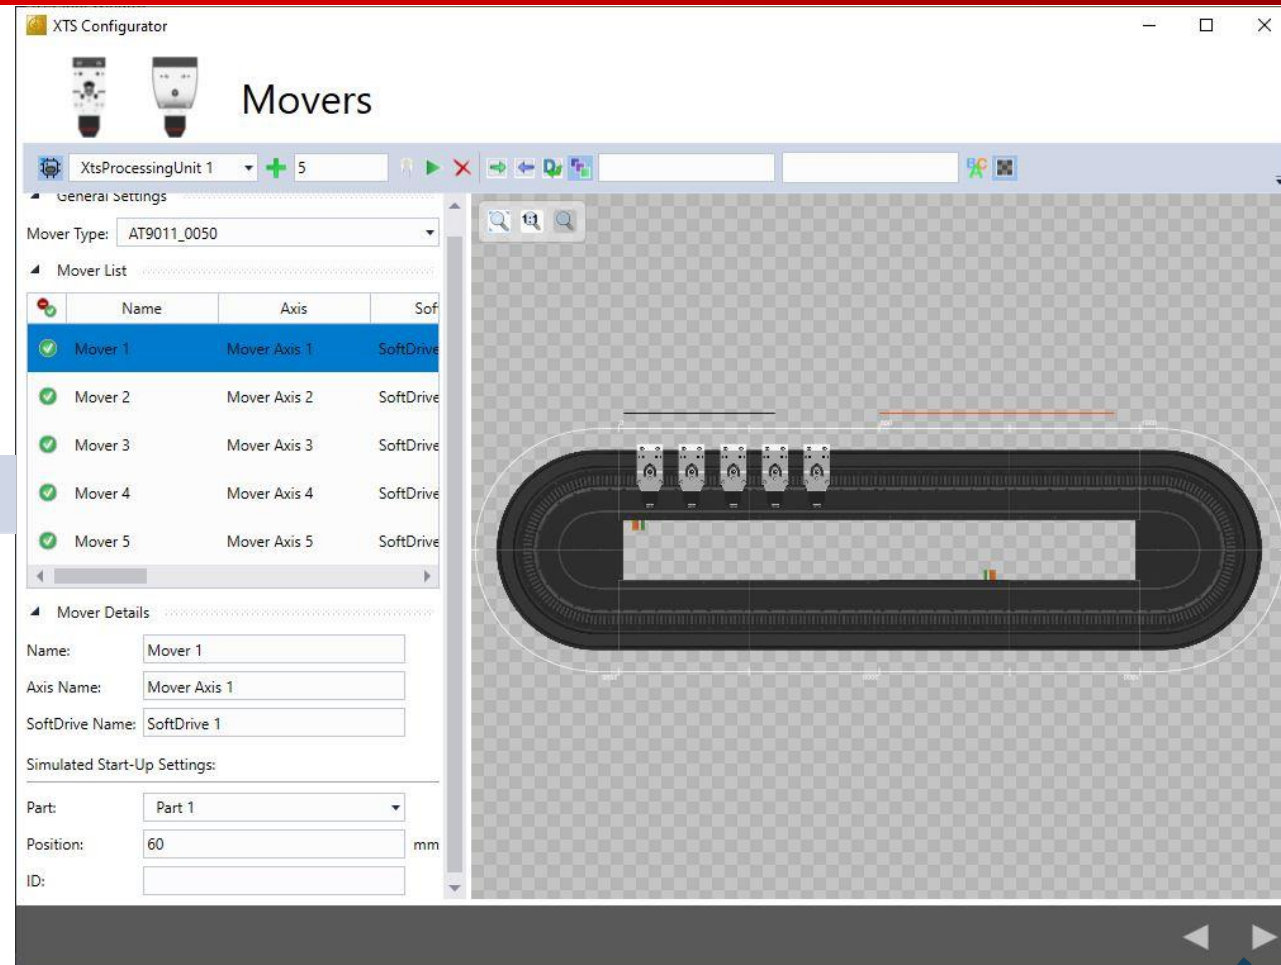 XTS Configurator
Movers
XtsProcessingUnit 1
5
General Settings
Mover Type: AT9011_0050
Mover List
Name Axis Sof
Mover 1 Mover Axis 1 SoftDrive
Mover 2 Mover Axis 2 SoftDrive
Mover 3 Mover Axis 3 SoftDrive
Mover 4 Mover Axis 4 SoftDrive
Mover 5 Mover Axis 5 SoftDrive
Mover Details
Name: Mover 1
Axis Name: Mover Axis 1
SoftDrive Name: SoftDrive 1
Simulated Start-Up Settings:
Part: Part 1
Position: 60 mm
ID:
1:1